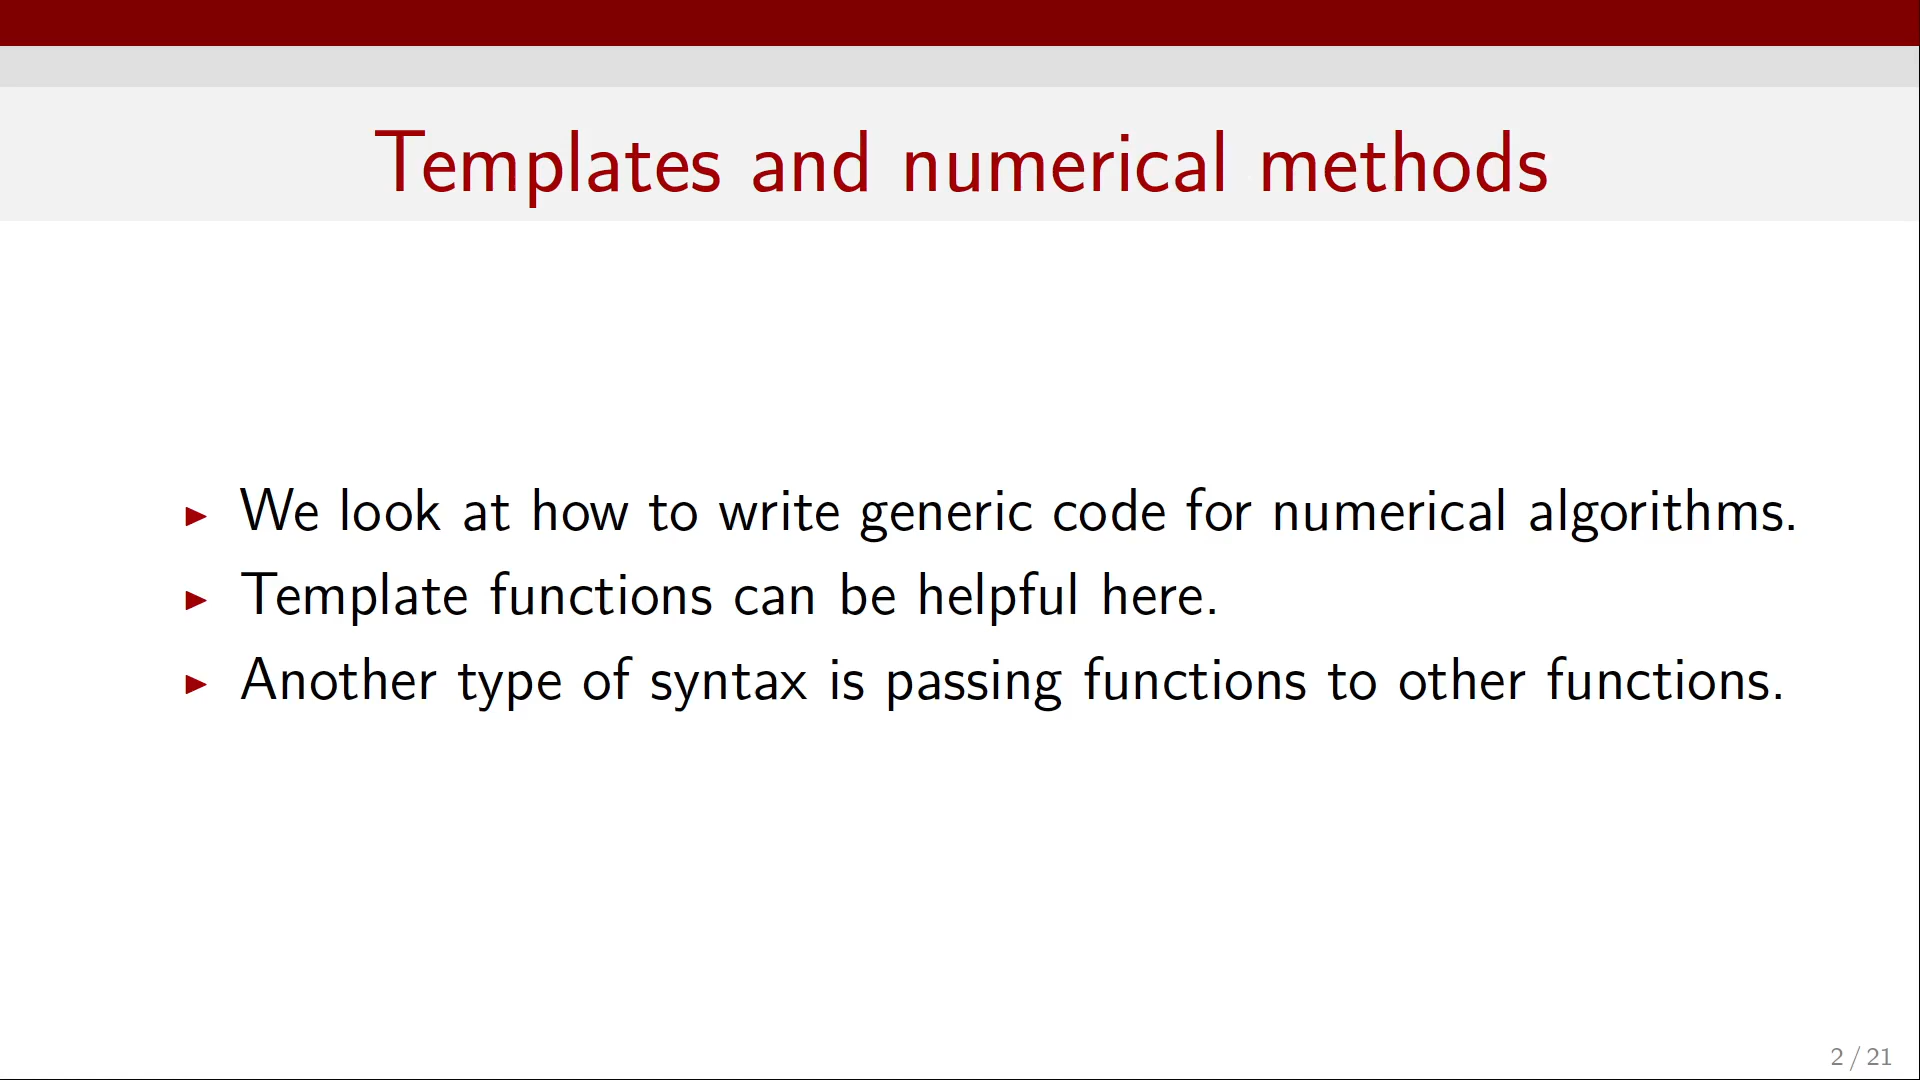 Templates and numerical methods
▶ We look at how to write generic code for numerical algorithms.
▶ Template functions can be helpful here.
▶ Another type of syntax is passing functions to other functions.
2 / 21